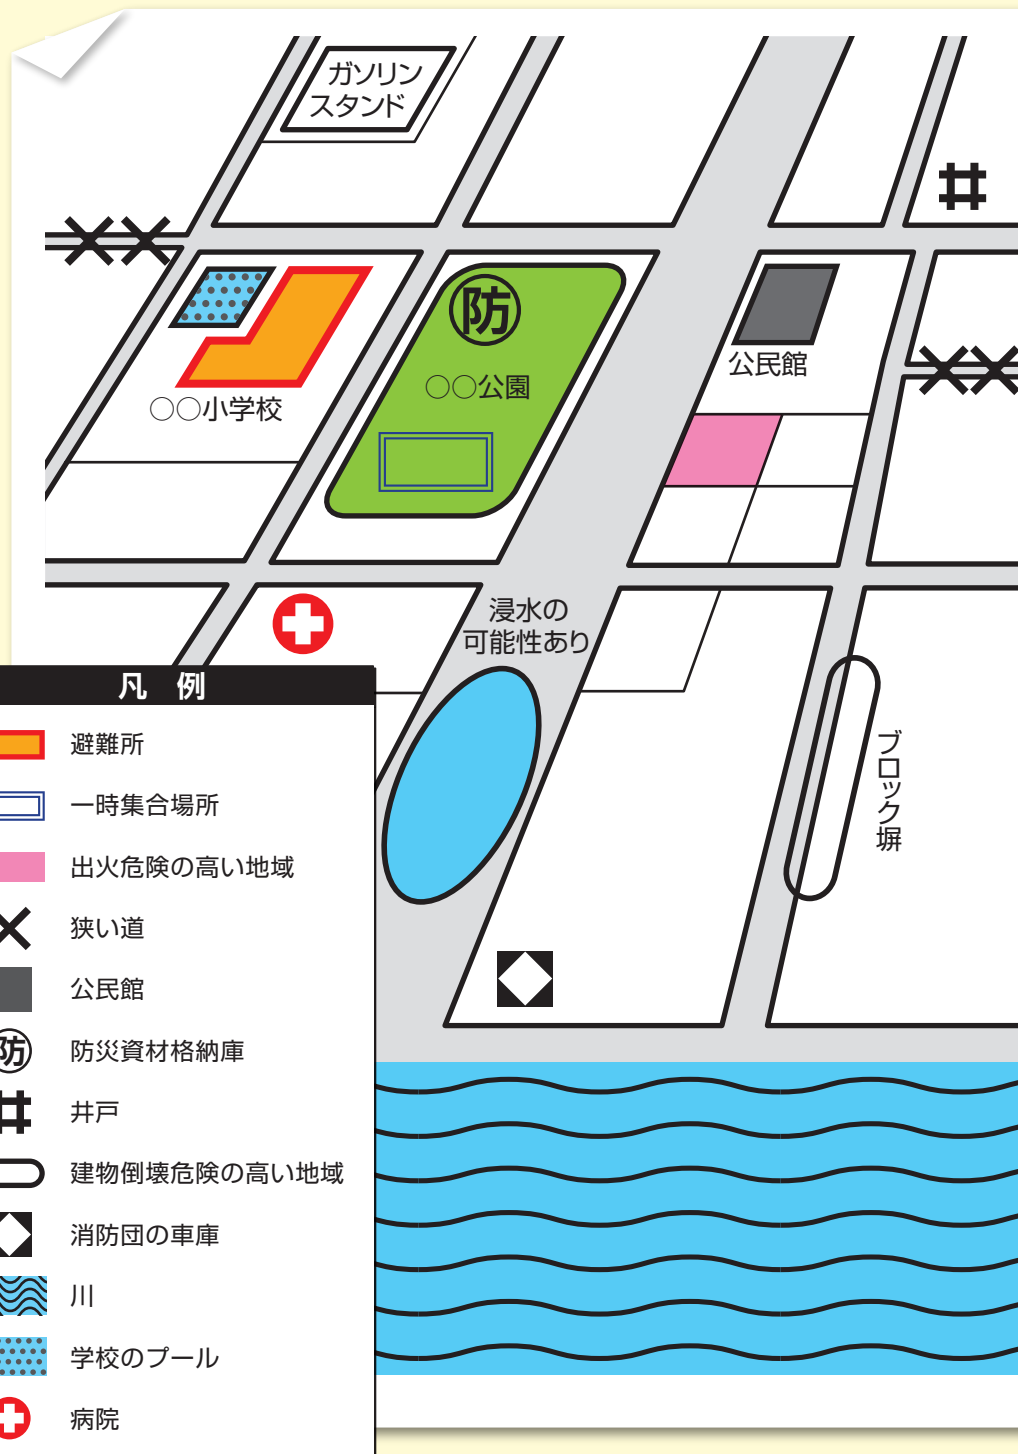 ガソリン
スタンド
防
〇〇公園
公民館
〇〇小学校
浸水の
可能性あり
ブロック塀
凡 例
避難所
一時集合場所
出火危険の高い地域
狭い道
公民館
防
防災資材格納庫
井戸
建物倒壊危険の高い地域
消防団の車庫
川
学校のプール
病院